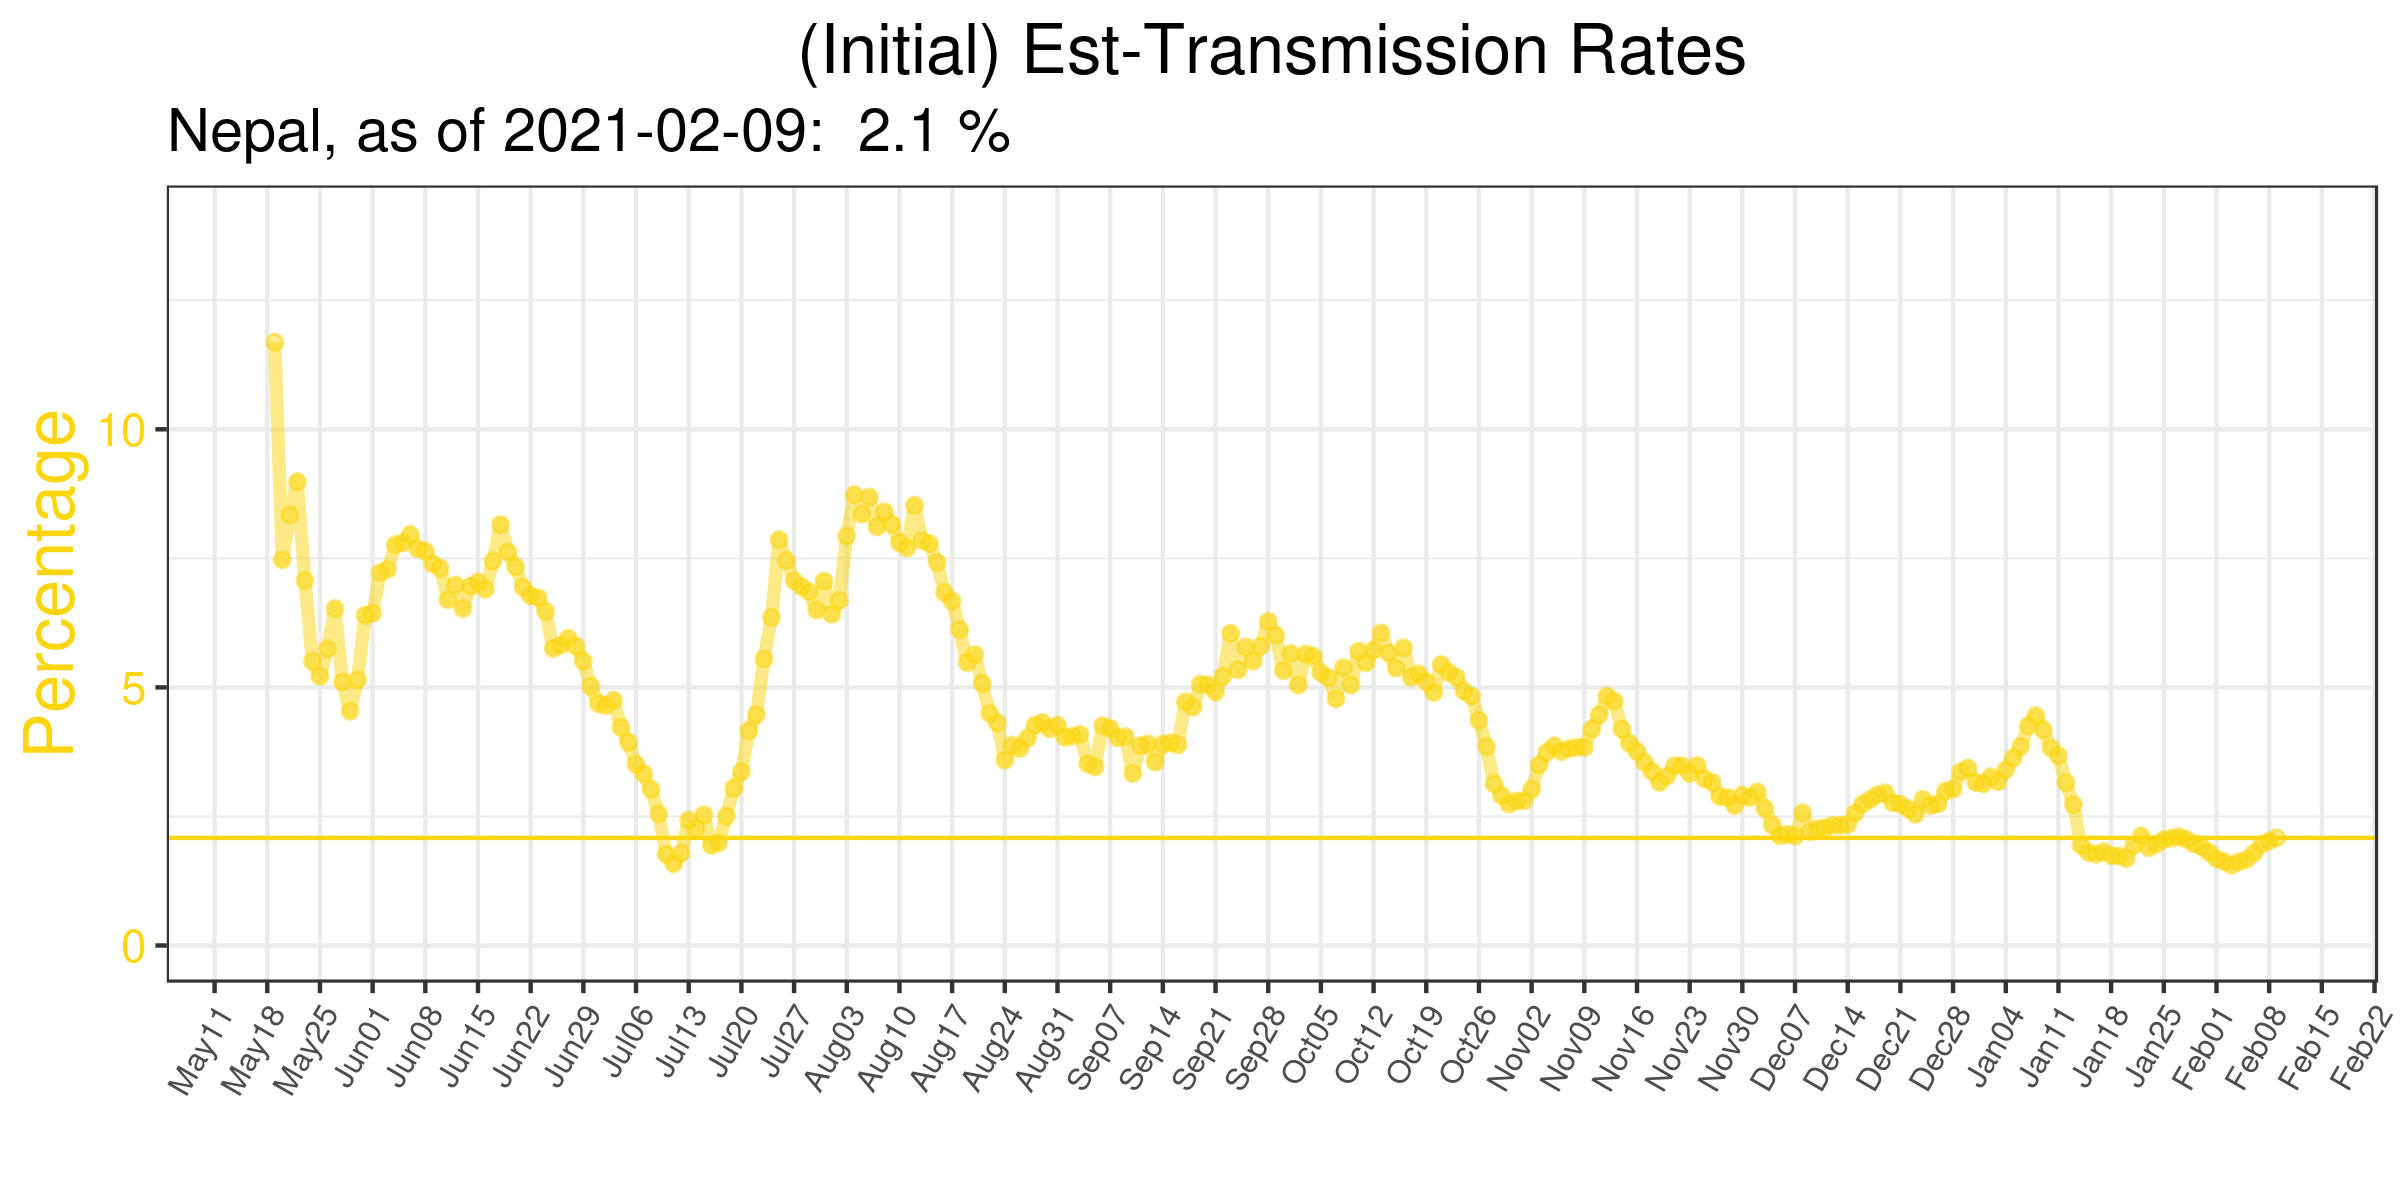 (Initial) Est-Transmission Rates
Nepal, as of 2021-02-09:  2.1 %
Percentage
10
5
0
May11
May18
May25
Jun01
Jun08
Jun15
Jun22
Jun29
Jul06
Jul13
Jul20
Jul27
Aug03
Aug10
Aug17
Aug24
Aug31
Sep07
Sep14
Sep21
Sep28
Oct05
Oct12
Oct19
Oct26
Nov02
Nov09
Nov16
Nov23
Nov30
Dec07
Dec14
Dec21
Dec28
Jan04
Jan11
Jan18
Jan25
Feb01
Feb08
Feb15
Feb22